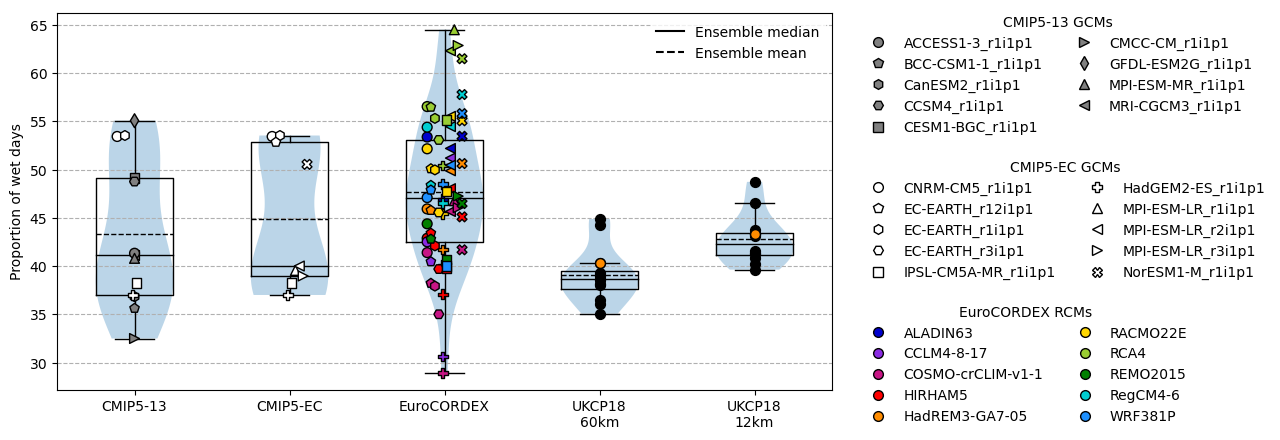 Proportion of wet days
65
60
55
50
45
40
35
30
Ensemble median
Ensemble mean
CMIP5-13
CMIP5-EC
EuroCORDEX
UKCP18
60km
UKCP18
12km
CMIP5-13 GCMs
ACCESS1-3_r1i1p1
BCC-CSM1-1_r1i1p1
CanESM2_r1i1p1
CCSM4_r1i1p1
CESM1-BGC_r1i1p1
CMCC-CM_r1i1p1
GFDL-ESM2G_r1i1p1
MPI-ESM-MR_r1i1p1
MRI-CGCM3_r1i1p1
CMIP5-EC GCMs
CNRM-CM5_r1i1p1
EC-EARTH_r12i1p1
EC-EARTH_r1i1p1
EC-EARTH_r3i1p1
IPSL-CM5A-MR_r1i1p1
HadGEM2-ES_r1i1p1
MPI-ESM-LR_r1i1p1
MPI-ESM-LR_r2i1p1
MPI-ESM-LR_r3i1p1
NorESM1-M_r1i1p1
EuroCORDEX RCMs
ALADIN63
CCLM4-8-17
COSMO-crCLIM-v1-1
HIRHAM5
HadREM3-GA7-05
RACMO22E
RCA4
REMO2015
RegCM4-6
WRF381P